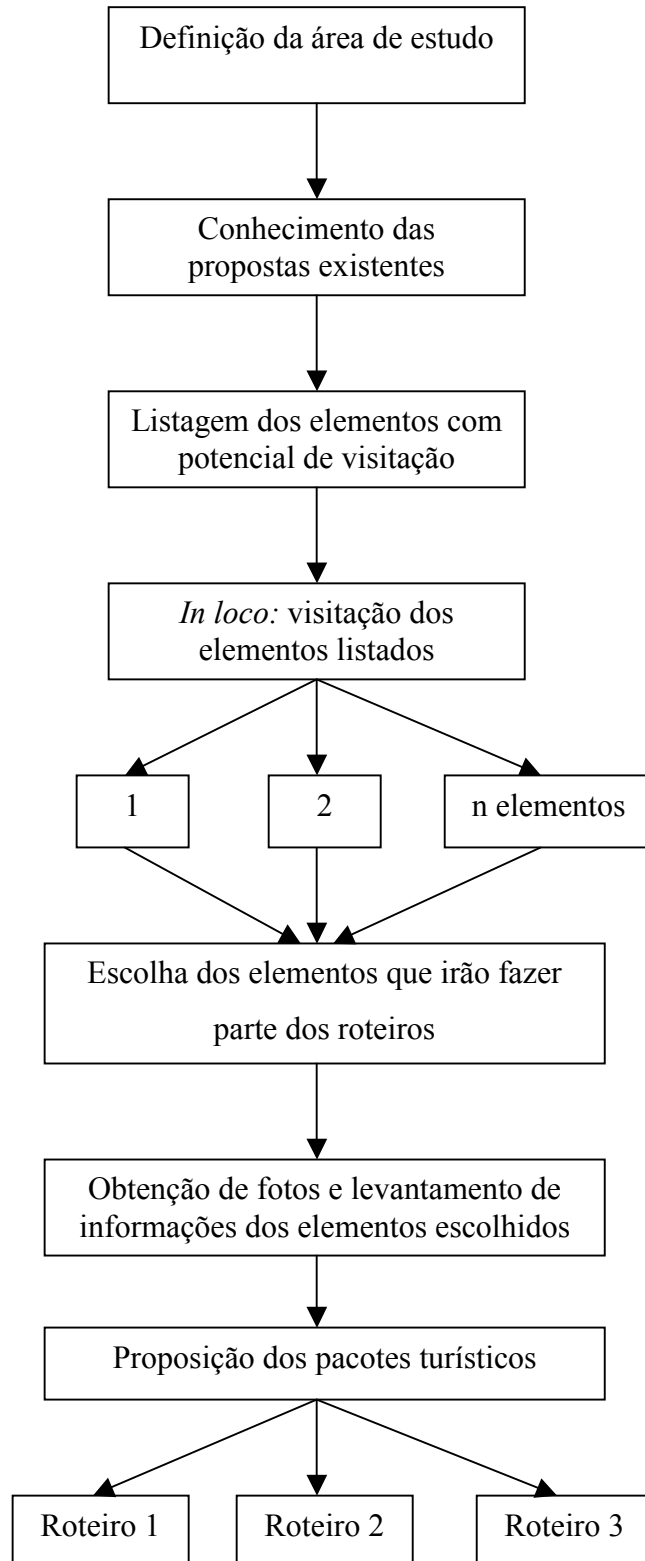 Definição da área de estudo
Conhecimento das
propostas existentes
Listagem dos elementos com
potencial de visitação
In loco: visitação dos
elementos listados
1
2
n elementos
Escolha dos elementos que irão fazer
parte dos roteiros
Obtenção de fotos e levantamento de
informações dos elementos escolhidos
Proposição dos pacotes turísticos
Roteiro 1
Roteiro 2
Roteiro 3